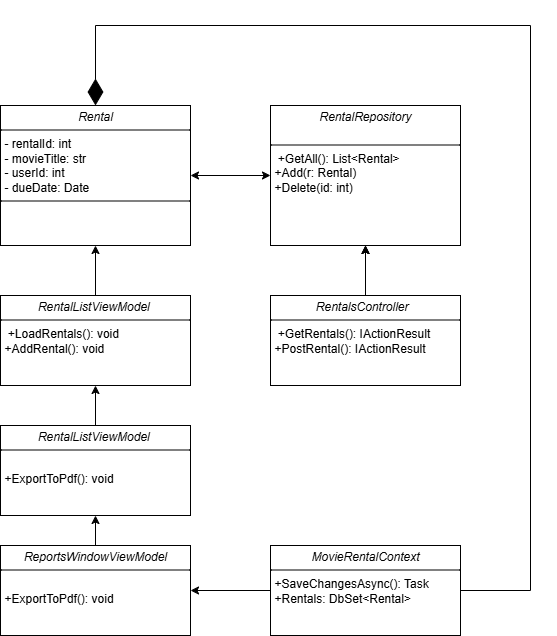 Rental
- rentalId: int
- movieTitle: str
- userId: int
- dueDate: Date
RentalRepository
+GetAll(): List<Rental>
+Add(r: Rental)
+Delete(id: int)
RentalListViewModel
+LoadRentals(): void
+AddRental(): void
RentalsController
+GetRentals(): IActionResult
+PostRental(): IActionResult
RentalListViewModel
+ExportToPdf(): void
ReportsWindowViewModel
+ExportToPdf(): void
MovieRentalContext
+SaveChangesAsync(): Task
+Rentals: DbSet<Rental>